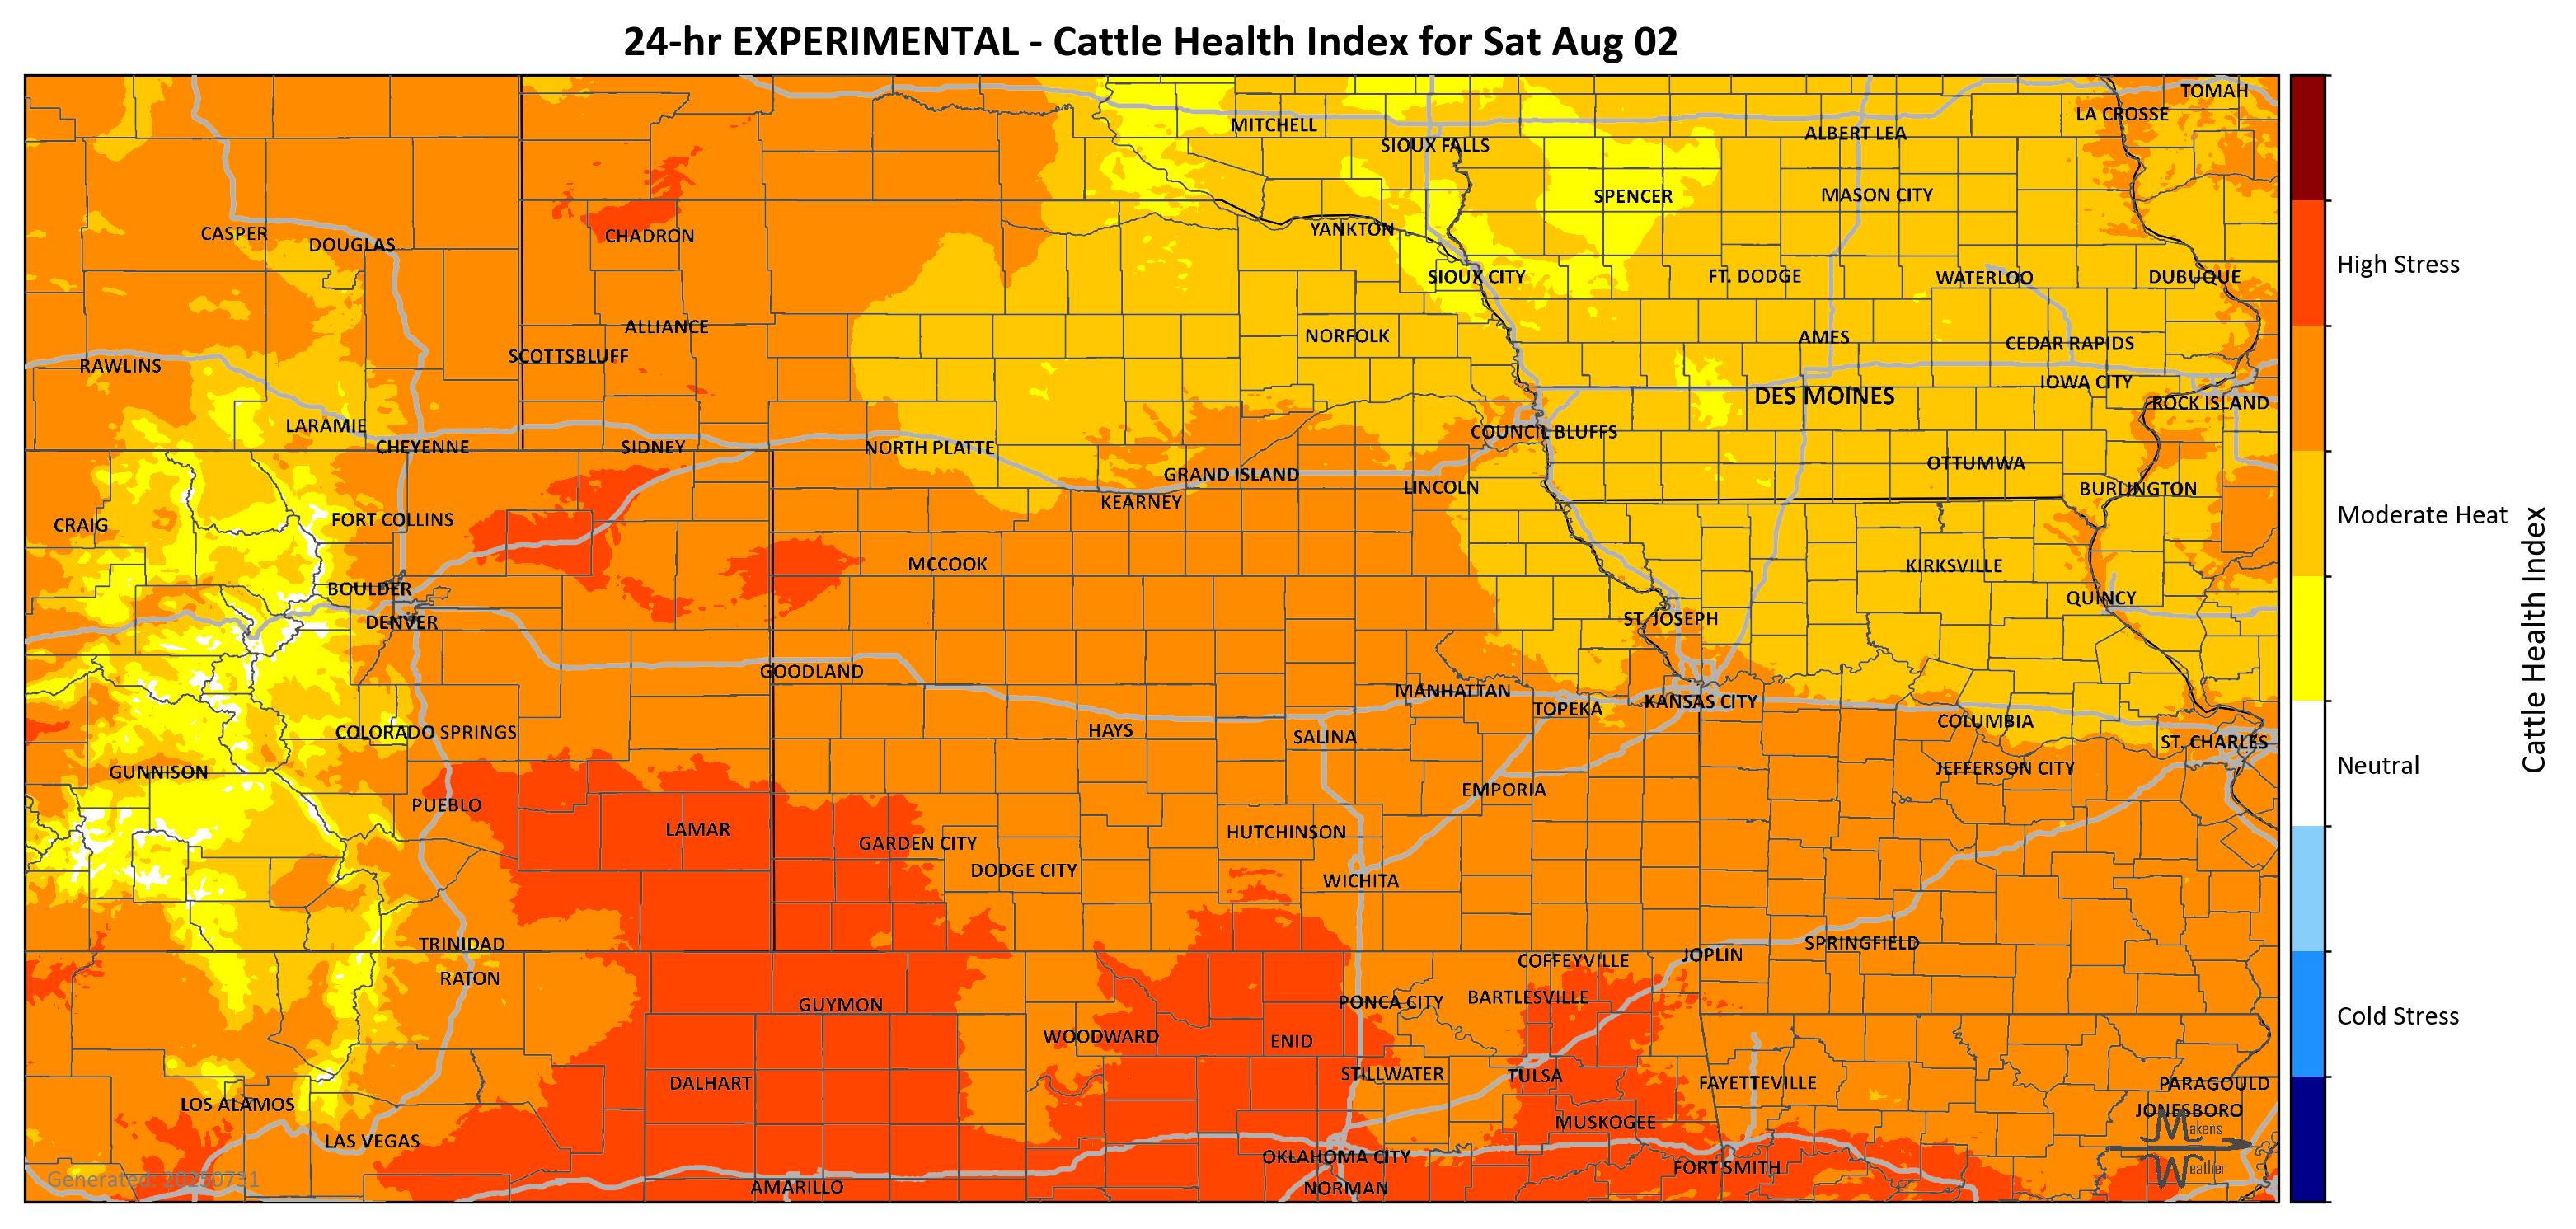 24-hr EXPERIMENTAL - Cattle Health Index for Sat Aug 02
TOMAH
LA CROSSE
MITCHELL
ALBERT LEA
SIOUX FALLS
SPENCER
MASON CITY
CASPER
DOUGLAS
CHADRON
YANKTON
SIOUX CITY
FT. DODGE
WATERLOO
DUBUQUE
ALLIANCE
NORFOLK
AMES
CEDAR RAPIDS
SCOTTSBLUFF
RAWLINS
IOWA CITY
DES MOINES
ROCK ISLAND
LARAMIE
COUNCIL BLUFFS
CHEYENNE
SIDNEY
NORTH PLATTE
OTTUMWA
GRAND ISLAND
LINCOLN
BURLINGTON
KEARNEY
CRAIG
FORT COLLINS
MCCOOK
KIRKSVILLE
BOULDER
QUINCY
DENVER
ST. JOSEPH
GOODLAND
MANHATTAN
KANSAS CITY
TOPEKA
COLUMBIA
COLORADO SPRINGS
HAYS
SALINA
ST. CHARLES
GUNNISON
JEFFERSON CITY
EMPORIA
PUEBLO
LAMAR
HUTCHINSON
GARDEN CITY
DODGE CITY
WICHITA
TRINIDAD
SPRINGFIELD
JOPLIN
COFFEYVILLE
RATON
BARTLESVILLE
PONCA CITY
GUYMON
WOODWARD
ENID
STILLWATER
TULSA
DALHART
FAYETTEVILLE
PARAGOULD
LOS ALAMOS
JONESBORO
MUSKOGEE
LAS VEGAS
OKLAHOMA CITY
FORT SMITH
AMARILLO
NORMAN
Generated: 20250731
Makens
Weather
High Stress
Moderate Heat
Neutral
Cold Stress
Cattle Health Index